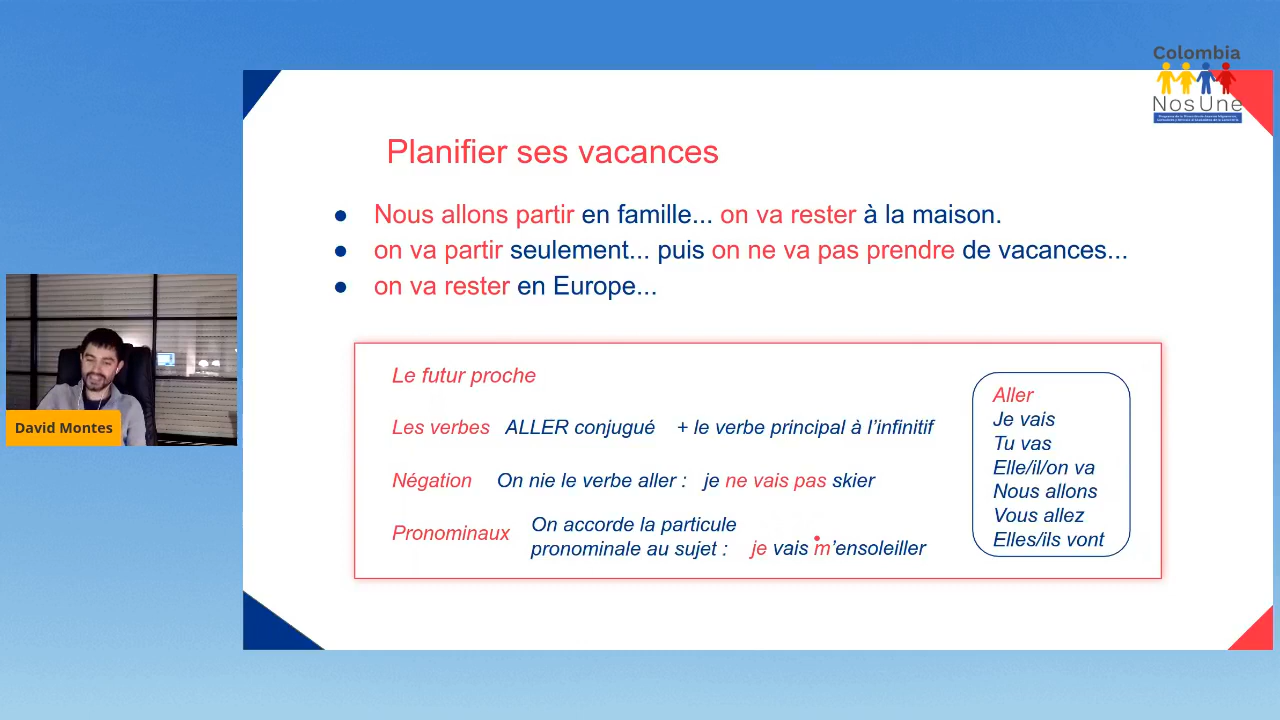 Colombia
NosUne
Planifier ses vacances
● Nous allons partir en famille... on va rester à la maison.
● on va partir seulement... puis on ne va pas prendre de vacances...
● on va rester en Europe...
Le futur proche
Les verbes ALLER conjugué + le verbe principal à l'infinitif
Négation On nie le verbe aller : je ne vais pas skier
Pronominaux On accorde la particule
pronominale au sujet : je vais m'ensoleiller
Aller
Je vais
Tu vas
Elle/il/on va
Nous allons
Vous allez
Elles/ils vont
David Montes